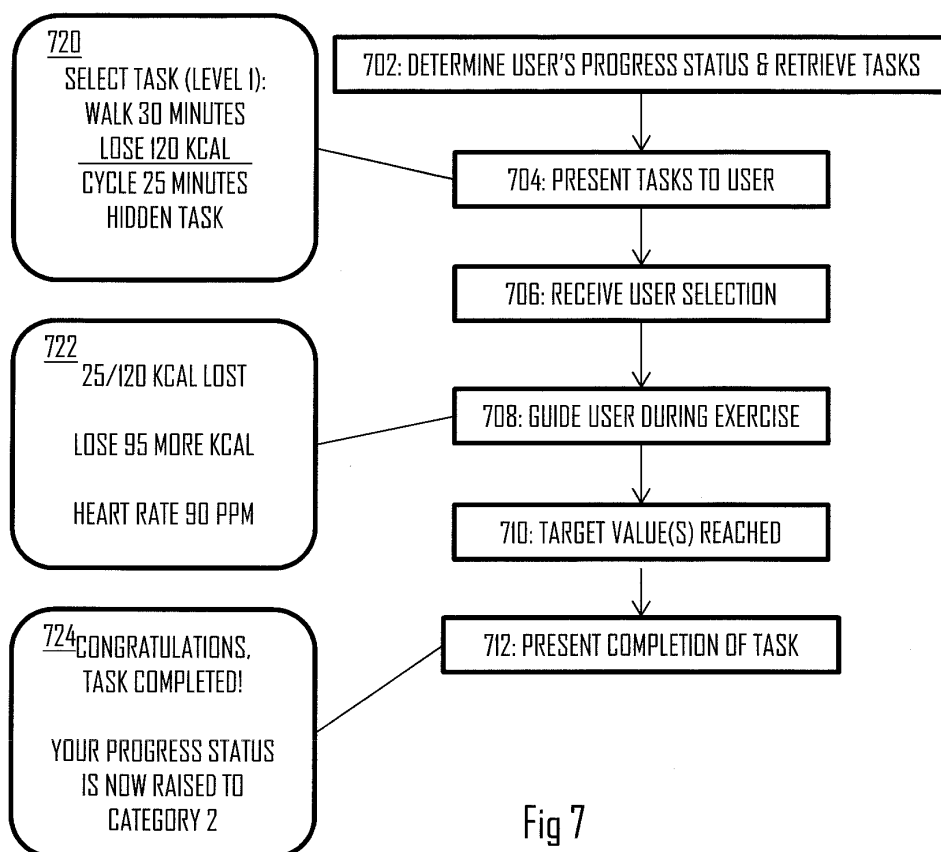 720
SELECT TASK (LEVEL 1):
WALK 30 MINUTES
LOSE 120 KCAL
CYCLE 25 MINUTES
HIDDEN TASK
702: DETERMINE USER'S PROGRESS STATUS & RETRIEVE TASKS
704: PRESENT TASKS TO USER
706: RECEIVE USER SELECTION
722
25/120 KCAL LOST
LOSE 95 MORE KCAL
HEART RATE 90 PPM
708: GUIDE USER DURING EXERCISE
710: TARGET VALUE(S) REACHED
724
CONGRATULATIONS,
TASK COMPLETED!
YOUR PROGRESS STATUS
IS NOW RAISED TO
CATEGORY 2
712: PRESENT COMPLETION OF TASK
Fig 7